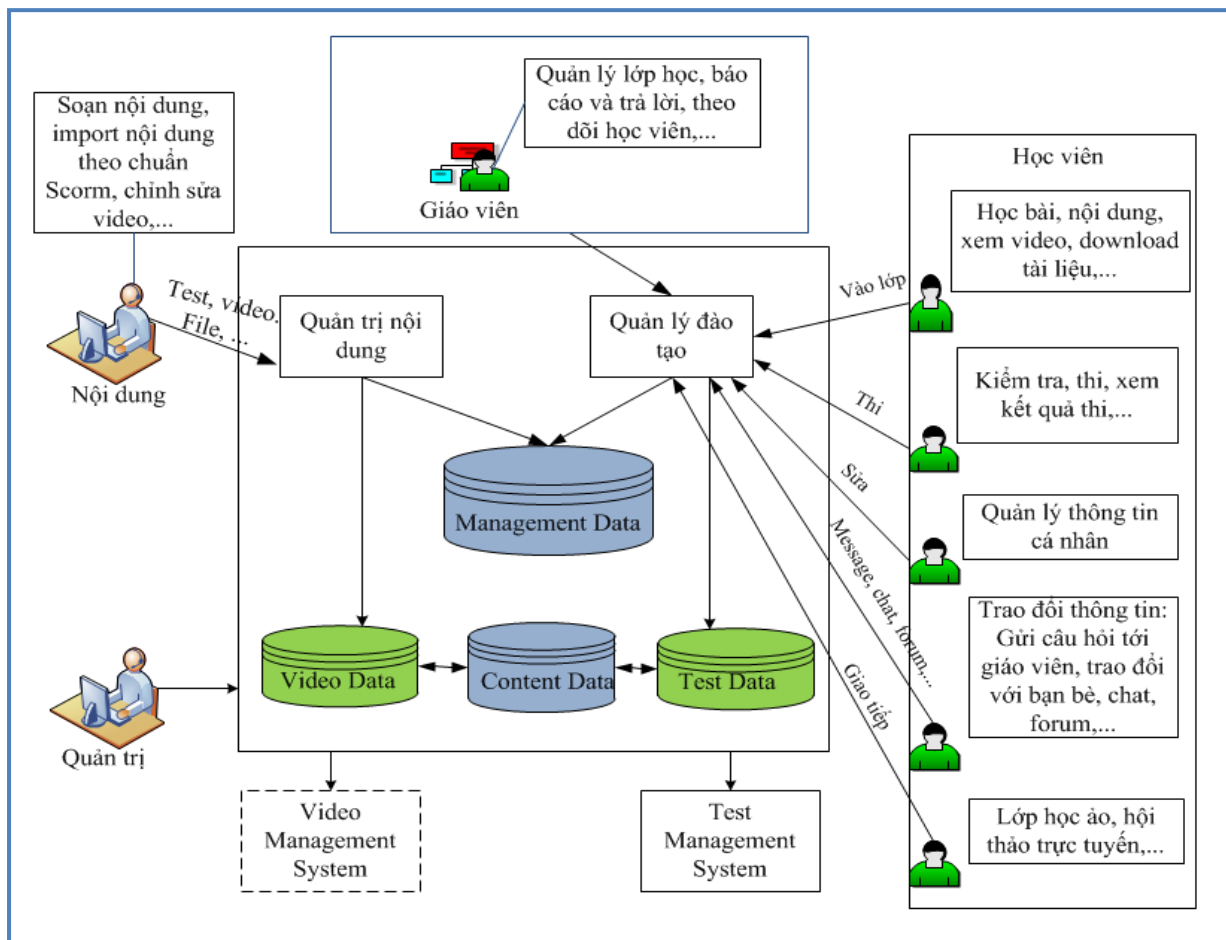 Quản lý lớp học, báo
cáo và trả lời, theo
dõi học viên,...
Giáo viên
Soạn nội dung,
import nội dung
theo chuẩn
Scorm, chỉnh sửa
video,...
Nội dung
Test, video.
File, ...
Quản trị nội
dung
Quản lý đào
tạo
Management Data
Video Data
Content Data
Test Data
Quản trị
Video
Management
System
Test
Management
System
Vào lớp
Thi
Sửa
Message, chat, forum,...
Giao tiếp
Học viên
Học bài, nội dung,
xem video, download
tài liệu,...
Kiểm tra, thi, xem
kết quả thi,...
Quản lý thông tin
cá nhân
Trao đổi thông tin:
Gửi câu hỏi tới
giáo viên, trao đổi
với bạn bè, chat,
forum,...
Lớp học ảo, hội
thảo trực tuyến,...